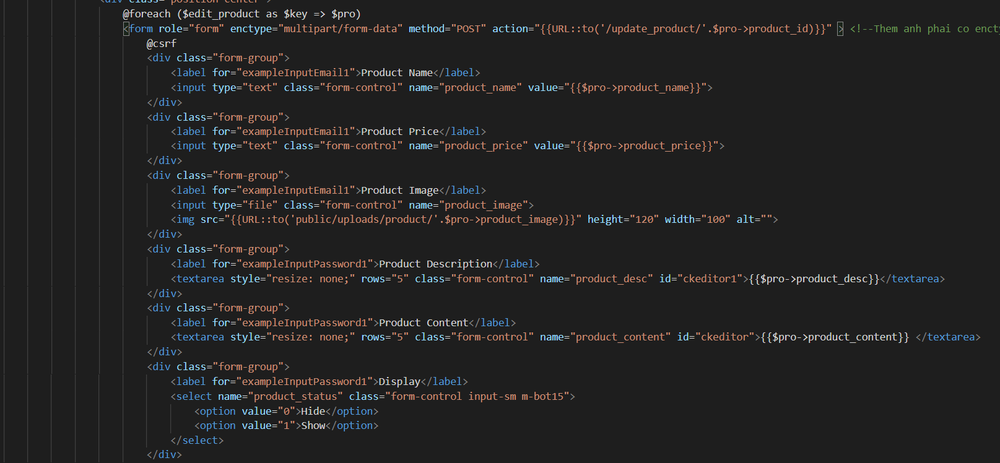 <div class="position-center">
@foreach ($edit_product as $key => $pro)
<form role="form" enctype="multipart/form-data" method="POST" action="{{URL::to('/update_product/'.$pro->product_id)}}" > <!--Them anh phai co
@csrf
<div class="form-group">
<label for="exampleInputEmail1">Product Name</label>
<input type="text" class="form-control" name="product_name" value="{{$pro->product_name}}">
</div>
<div class="form-group">
<label for="exampleInputEmail1">Product Price</label>
<input type="text" class="form-control" name="product_price" value="{{$pro->product_price}}">
</div>
<div class="form-group">
<label for="exampleInputEmail1">Product Image</label>
<input type="file" class="form-control" name="product_image">
<img src="{{URL::to('public/uploads/product/'.$pro->product_image)}}" height="120" width="100" alt="">
</div>
<div class="form-group">
<label for="exampleInputPassword1">Product Description</label>
<textarea style="resize: none;" rows="5" class="form-control" name="product_desc" id="ckeditor1">{{$pro->product_desc}}</textarea>
</div>
<div class="form-group">
<label for="exampleInputPassword1">Product Content</label>
<textarea style="resize: none;" rows="5" class="form-control" name="product_content" id="ckeditor">{{$pro->product_content}} </textarea>
</div>
<div class="form-group">
<label for="exampleInputPassword1">Display</label>
<select name="product_status" class="form-control input-sm m-bot15">
<option value="0">Hide</option>
<option value="1">Show</option>
</select>
</div>